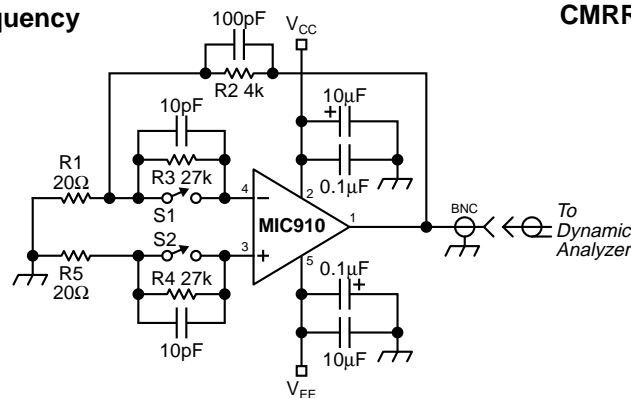 quency
CMRR
100pF
VCC
R2 4k
10pF
10µF
+
R1
20Ω
R3 27k
0.1µF
S1
4
−
2
MIC910
1
BNC
To
Dynamic
Analyzer
S2
3
+
5
R5
20Ω
R4 27k
0.1µF
+
10pF
10µF
VEE